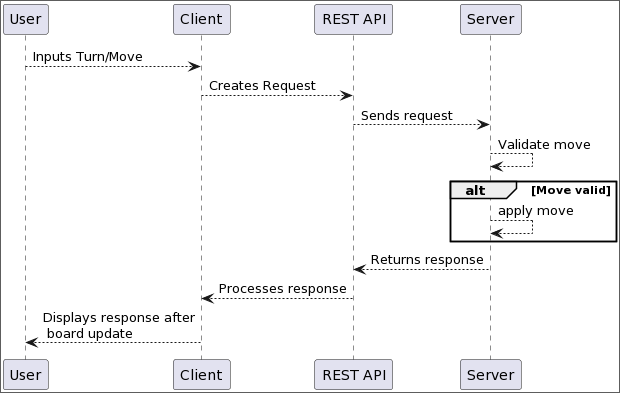 User
Client
REST API
Server
Inputs Turn/Move
Creates Request
Sends request
Validate move
alt
[Move valid]
apply move
Returns response
Processes response
Displays response after
board update
User
Client
REST API
Server